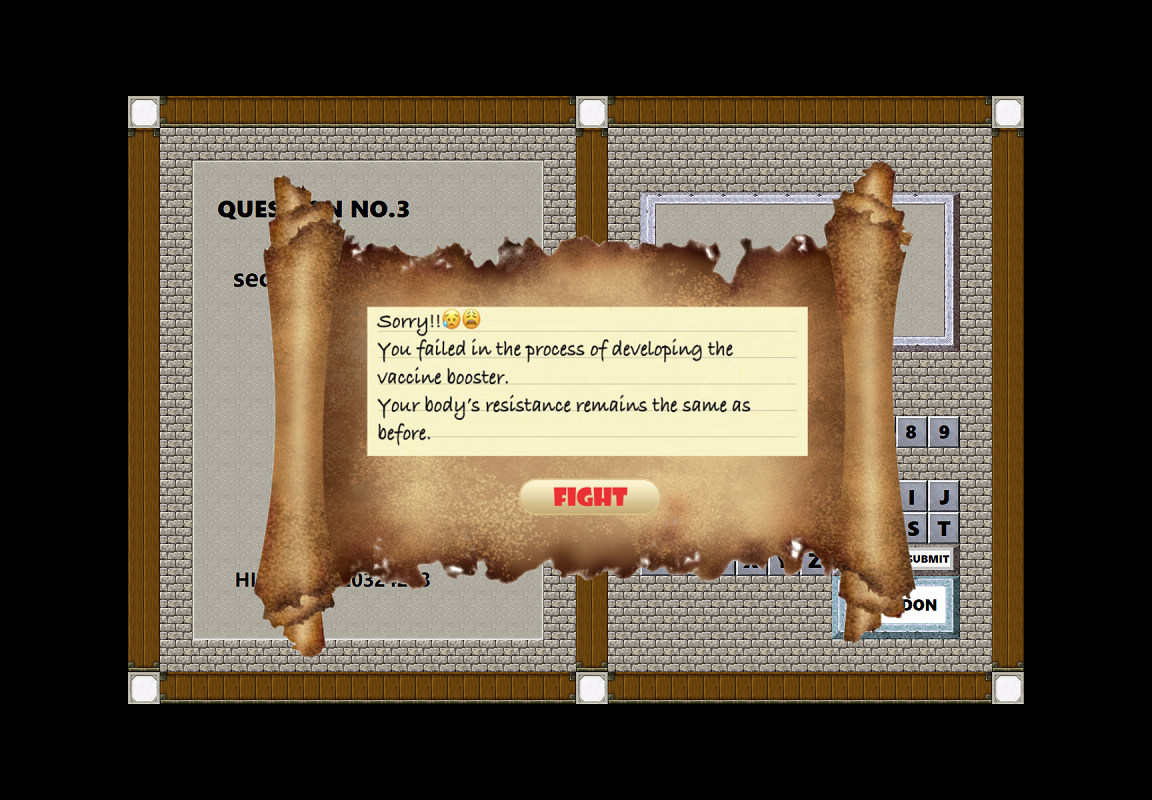 QUES N NO.3
sec
Sorry!!😥😩
You failed in the process of developing the
vaccine booster.
Your body's resistance remains the same as
before.
FIGHT
8 9
I J
S T
SUBMIT
DON